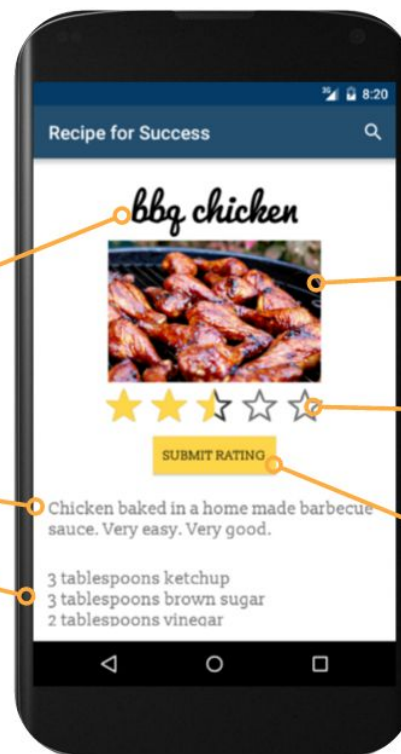 3G 8:20
Recipe for Success
bbq chicken
SUBMIT RATING
Chicken baked in a home made barbecue
sauce. Very easy. Very good.
3 tablespoons ketchup
3 tablespoons brown sugar
2 tablespoons vinegar